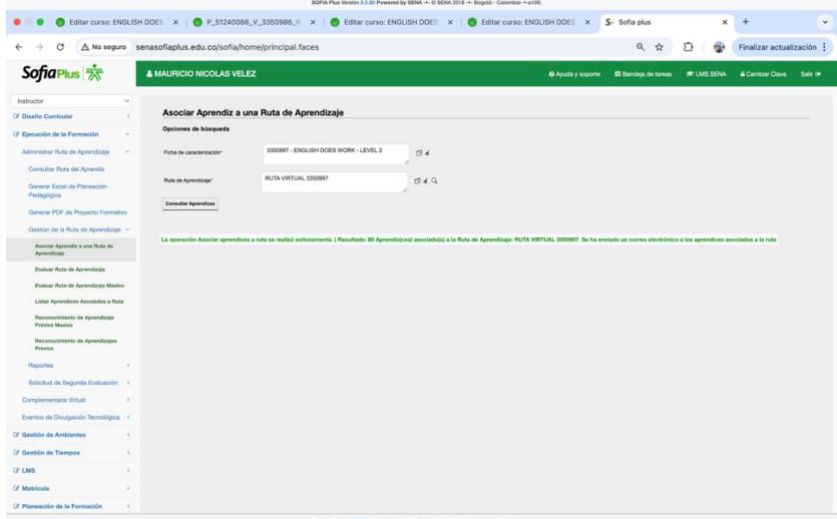 SOFIA Plus Versión 9.0.80 Powered by SENA -•- © SENA 2018 -•- Bogotá - Colombia-
Editar curso: ENGLISH DOES
P_51240088_V_3350986_R
Editar curso: ENGLISH DOES
Editar curso: ENGLISH DOES
Sofia plus
No seguro
senasofiaplus.edu.co/sofia/home/principal.faces
Finalizar actualización
Sofia Plus
MAURICIO NICOLAS VELEZ
Ayuda y soporte
Bandeja de tareas
LMS SENA
Cambiar Clave
Salir
Instructor
Diseño Curricular
Ejecución de la Formación
Administrar Ruta de Aprendizaje
Consultar Ruta del Aprendiz
Generar Excel de Planeación
Pedagógica
Generar PDF de Proyecto Formativo
Gestion de la Ruta de Aprendizaje
Asociar Aprendiz a una Ruta de
Aprendizaje
Evaluar Ruta de Aprendizaje
Evaluar Ruta de Aprendizaje Masivo
Listar Aprendices Asociados a Ruta
Reconocimiento de Aprendizaje
Previos Masivo
Reconocimiento de Aprendizajes
Previos
Reportes
Solicitud de Segunda Evaluación
Complementaria Virtual
Eventos de Divulgación Tecnológica
Gestión de Ambientes
Gestión de Tiempos
LMS
Matrícula
Planeación de la Formación
Asociar Aprendiz a una Ruta de Aprendizaje
Opciones de búsqueda
Ficha de caracterización*
3350997 - ENGLISH DOES WORK - LEVEL 2
Ruta de Aprendizaje*
RUTA VIRTUAL 3350997
Consultar Aprendices
La operación Asociar aprendices a ruta se realizó exitosamente. | Resultado: 90 Aprendiz(ces) asociado(s) a la Ruta de Aprendizaje: RUTA VIRTUAL 3350997. Se ha enviado un correo electrónico a los aprendices asociados a la ruta